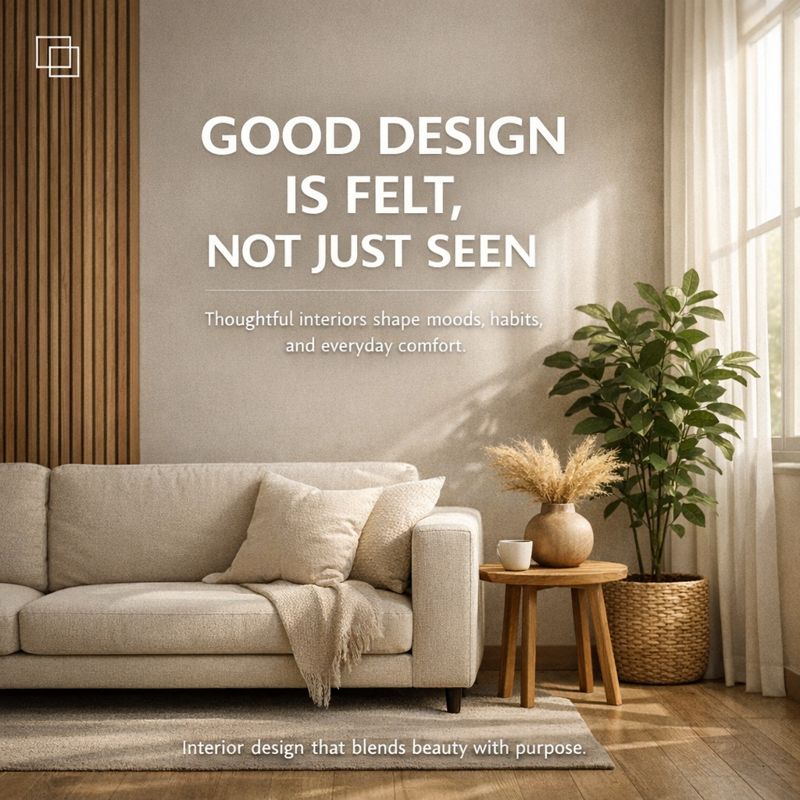 GOOD DESIGN
IS FELT,
NOT JUST SEEN
Thoughtful interiors shape moods, habits,
and everyday comfort.
Interior design that blends beauty with purpose.